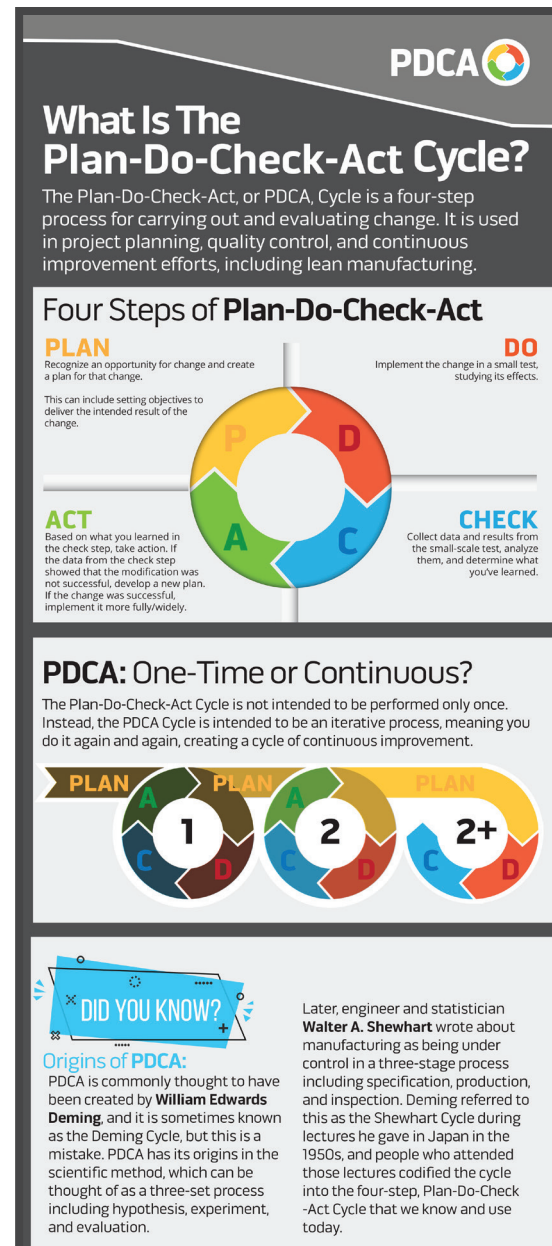 PDCA
What Is The
Plan-Do-Check-Act Cycle?
The Plan-Do-Check-Act, or PDCA, Cycle is a four-step
process for carrying out and evaluating change. It is used
in project planning, quality control, and continuous
improvement efforts, including lean manufacturing.
Four Steps of Plan-Do-Check-Act
PLAN
Recognize an opportunity for change and create
a plan for that change.
This can include setting objectives to
deliver the intended result of the
change.
DO
Implement the change in a small test,
studying its effects.
P
D
A
C
ACT
Based on what you learned in
the check step, take action. If
the data from the check step
showed that the modification was
not successful, develop a new plan.
If the change was successful,
implement it more fully/widely.
CHECK
Collect data and results from
the small-scale test, analyze
them, and determine what
you've learned.
PDCA: One-Time or Continuous?
The Plan-Do-Check-Act Cycle is not intended to be performed only once.
Instead, the PDCA Cycle is intended to be an iterative process, meaning you
do it again and again, creating a cycle of continuous improvement.
PLAN
A
1
C
D
PLAN
A
2
C
D
PLAN
2+
C
D
DID YOU KNOW?
Origins of PDCA:
PDCA is commonly thought to have
been created by William Edwards
Deming, and it is sometimes known
as the Deming Cycle, but this is a
mistake. PDCA has its origins in the
scientific method, which can be
thought of as a three-set process
including hypothesis, experiment,
and evaluation.
Later, engineer and statistician
Walter A. Shewhart wrote about
manufacturing as being under
control in a three-stage process
including specification, production,
and inspection. Deming referred to
this as the Shewhart Cycle during
lectures he gave in Japan in the
1950s, and people who attended
those lectures codified the cycle
into the four-step, Plan-Do-Check
-Act Cycle that we know and use
today.